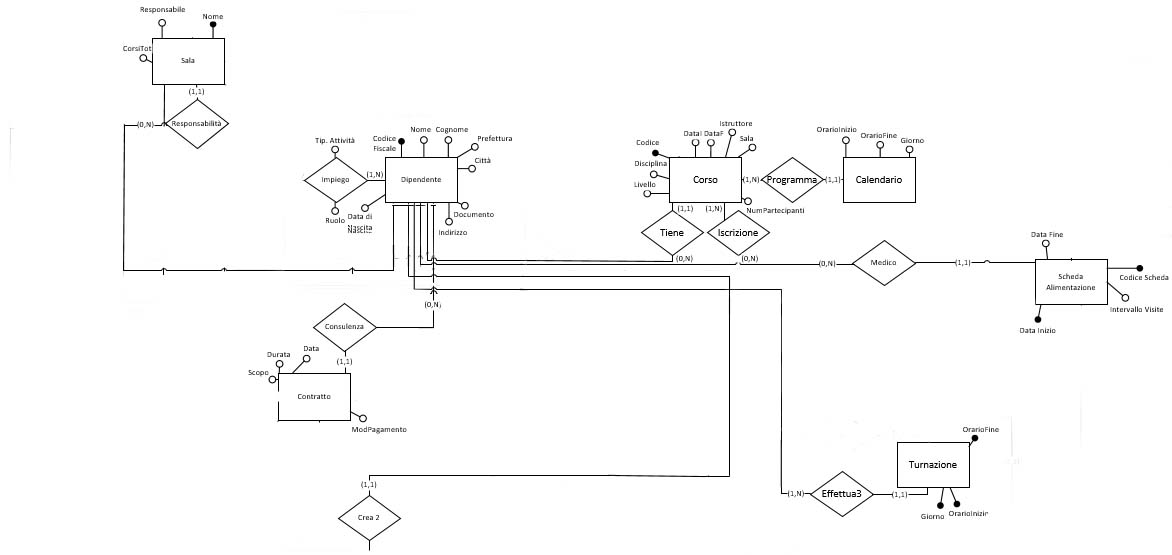 Responsabile
Nome
CorsiTot
Sala
(1,1)
(0,N)
Responsabilità
Tip. Attività
Codice
Fiscale
Nome
Cognome
Prefettura
Città
Impiego
(1,N)
Dipendente
Ruolo
Data di
Nascita
Documento
Indirizzo
Codice
DataI
DataF
Istruttore
Sala
Disciplina
Livello
Corso
NumPartecipanti
(1,N)
Programma
(1,1)
OrarioInizio
OrarioFine
Giorno
Calendario
(1,1)
(1,N)
Tiene
Iscrizione
(0,N)
(0,N)
(0,N)
Medico
(1,1)
Data Fine
Scheda
Alimentazione
Codice Scheda
Intervallo Visite
Data Inizio
(0,N)
Consulenza
(1,1)
Durata
Data
Scopo
Contratto
ModPagamento
(1,1)
Crea 2
(1,N)
Effettua3
(1,1)
OrarioFine
Turnazione
Giorno
OrarioInizio